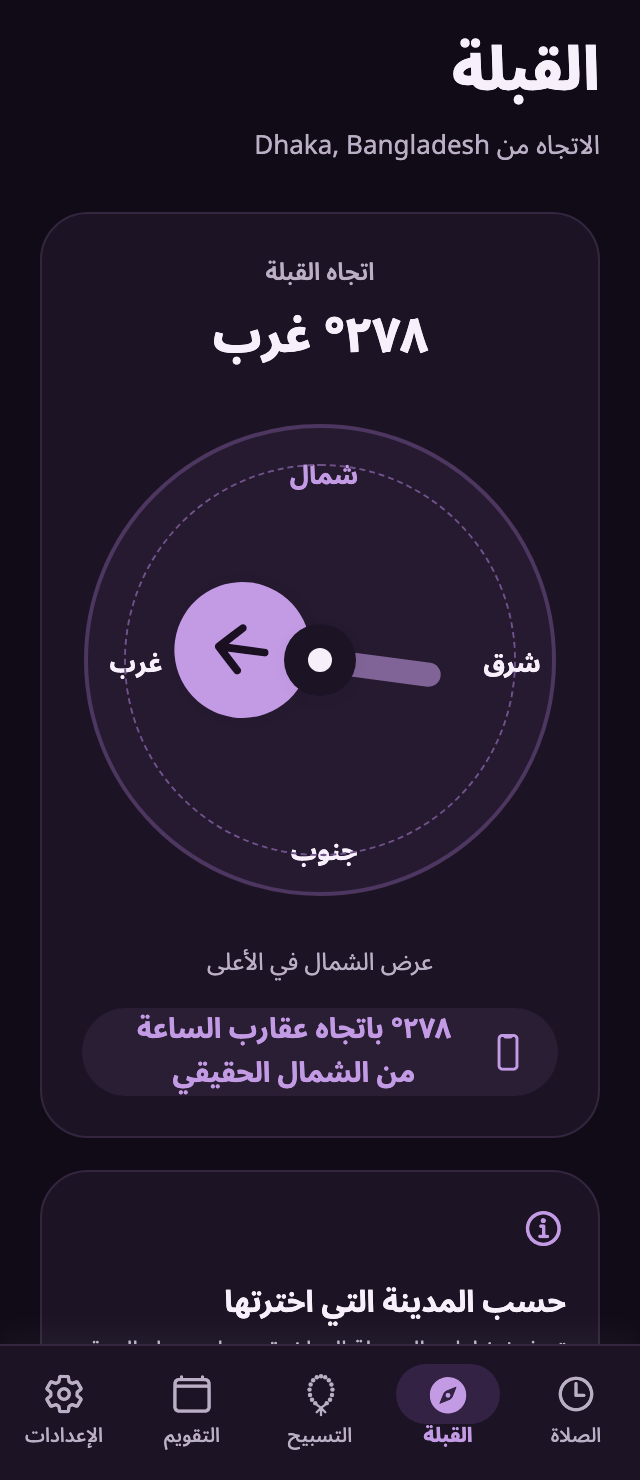 القبلة
الاتجاه من Dhaka, Bangladesh
اتجاه القبلة
٢٧٨° غرب
شمال
غرب
شرق
جنوب
عرض الشمال في الأعلى
٢٧٨° باتجاه عقارب الساعة
من الشمال الحقيقي
حسب المدينة التي اخترتها
الصلاة
القبلة
التسبيح
التقويم
الإعدادات